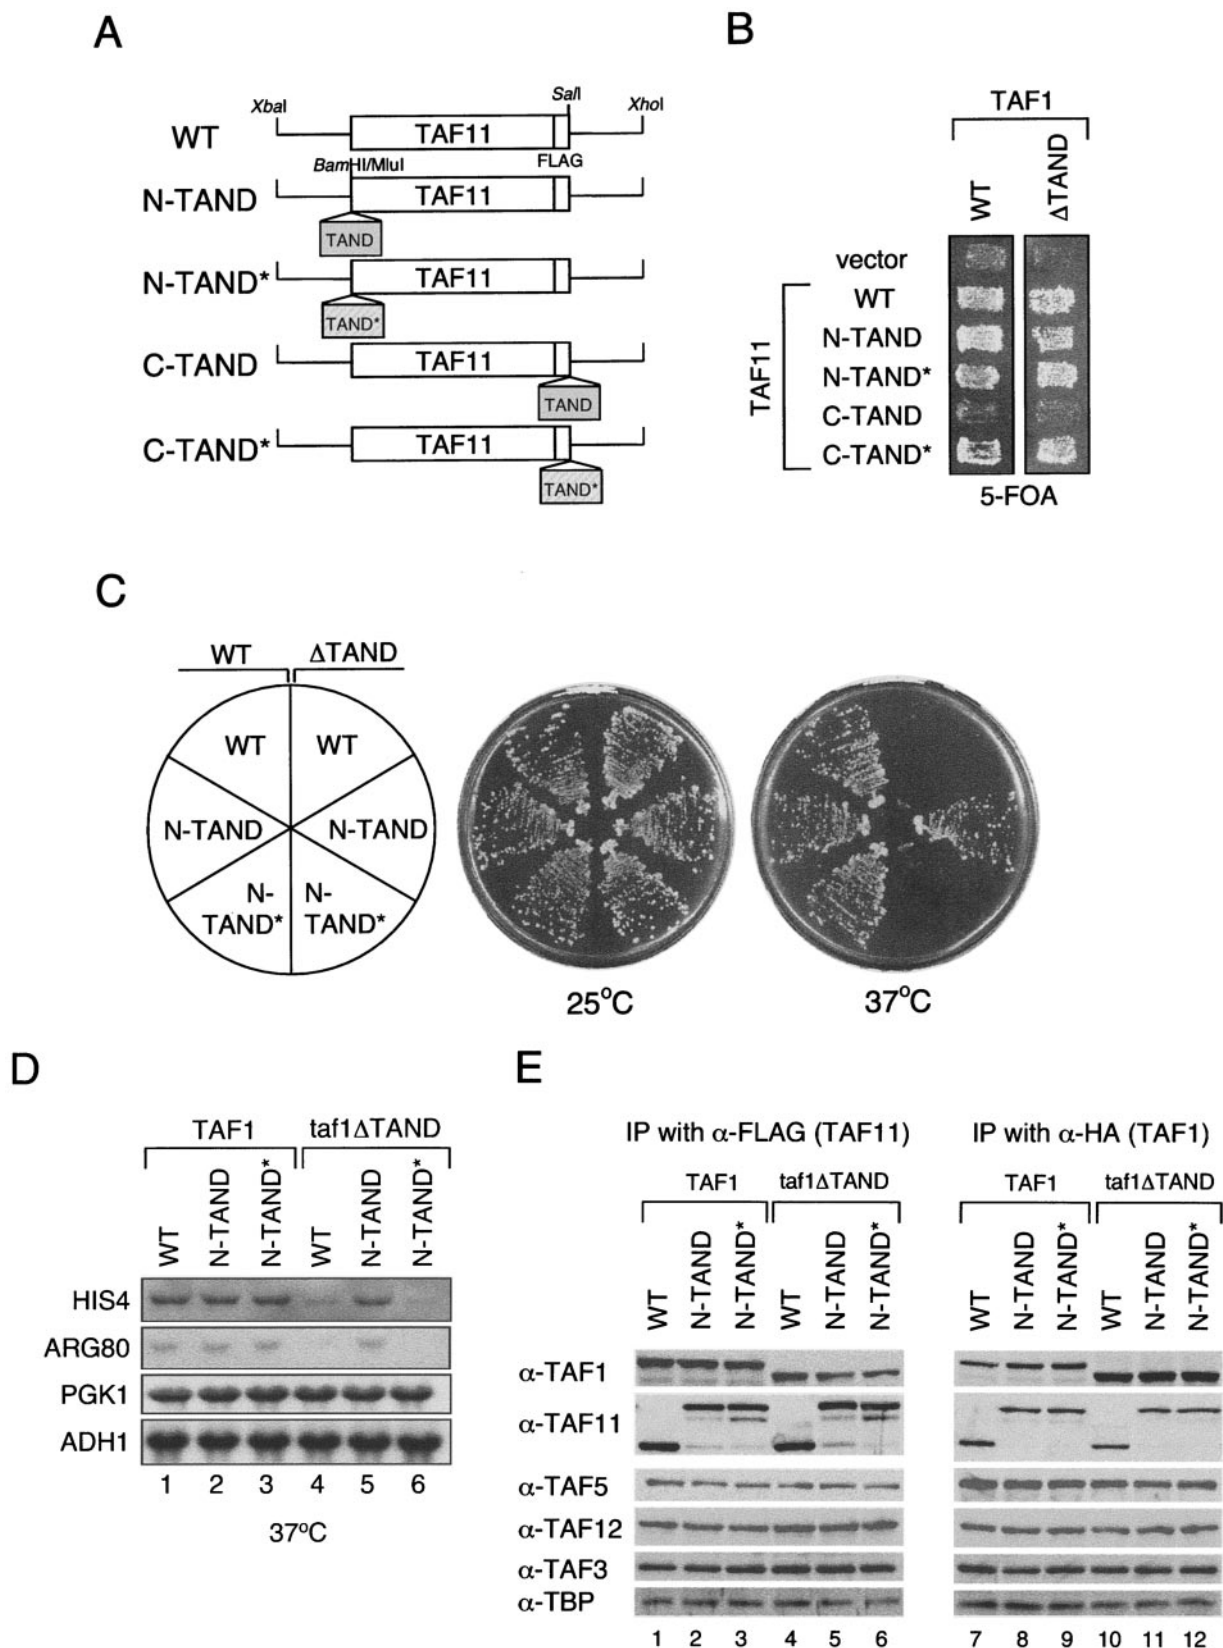 A
XbaI
SalI
XhoI
WT
TAF11
BamHI/MluI
FLAG
N-TAND
TAF11
TAND
N-TAND*
TAF11
TAND*
C-TAND
TAF11
TAND
C-TAND*
TAF11
TAND*
B
TAF1
WT
ΔTAND
vector
WT
N-TAND
N-TAND*
C-TAND
C-TAND*
TAF11
5-FOA
C
WT
ΔTAND
WT
WT
N-TAND
N-TAND
N-
TAND*
N-
TAND*
25°C
37°C
D
TAF1
taf1ΔTAND
WT
N-TAND
N-TAND*
WT
N-TAND
N-TAND*
HIS4
ARG80
PGK1
ADH1
1 2 3 4 5 6
37°C
E
IP with α-FLAG (TAF11)
IP with α-HA (TAF1)
TAF1
taf1ΔTAND
TAF1
taf1ΔTAND
WT
N-TAND
N-TAND*
WT
N-TAND
N-TAND*
WT
N-TAND
N-TAND*
WT
N-TAND
N-TAND*
α-TAF1
α-TAF11
α-TAF5
α-TAF12
α-TAF3
α-TBP
1 2 3 4 5 6
7 8 9 10 11 12